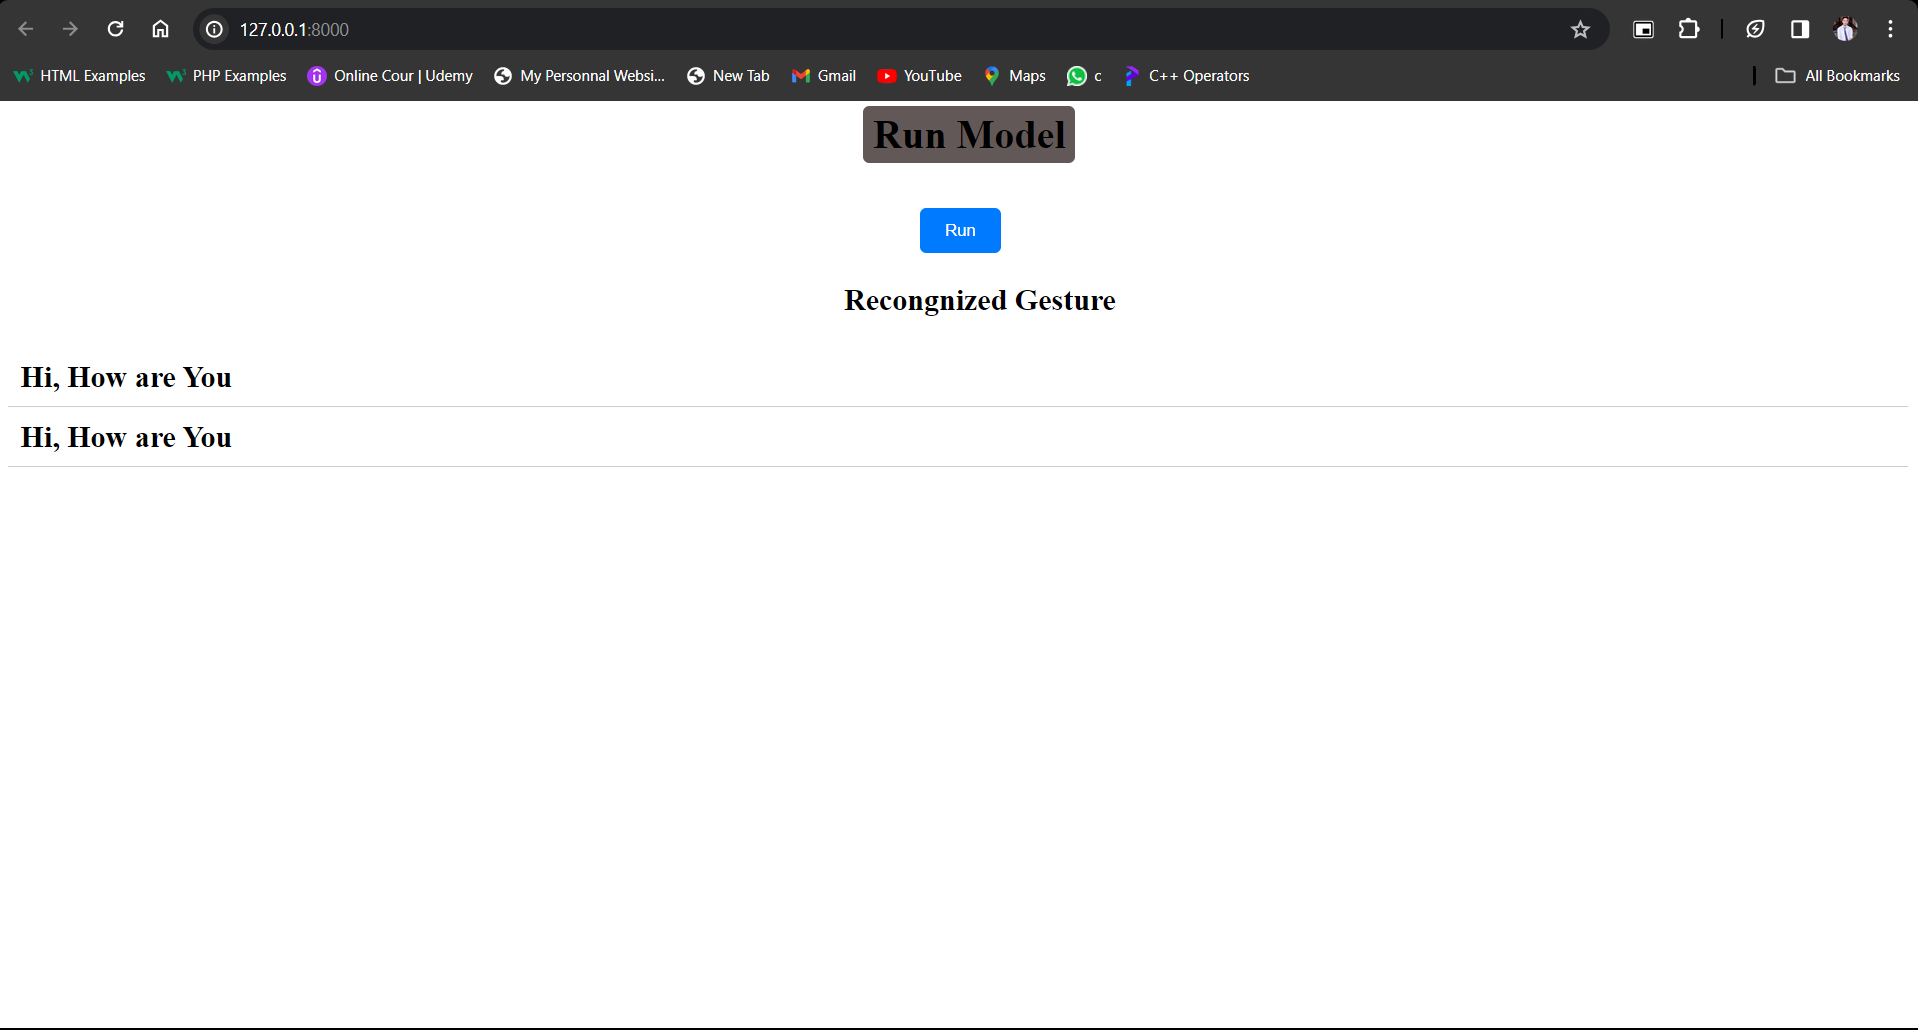 127.0.0.1:8000
HTML Examples PHP Examples Online Cour | Udemy My Personnal Websi... New Tab Gmail YouTube Maps c C++ Operators All Bookmarks
Run Model
Run
Recongnized Gesture
Hi, How are You
Hi, How are You